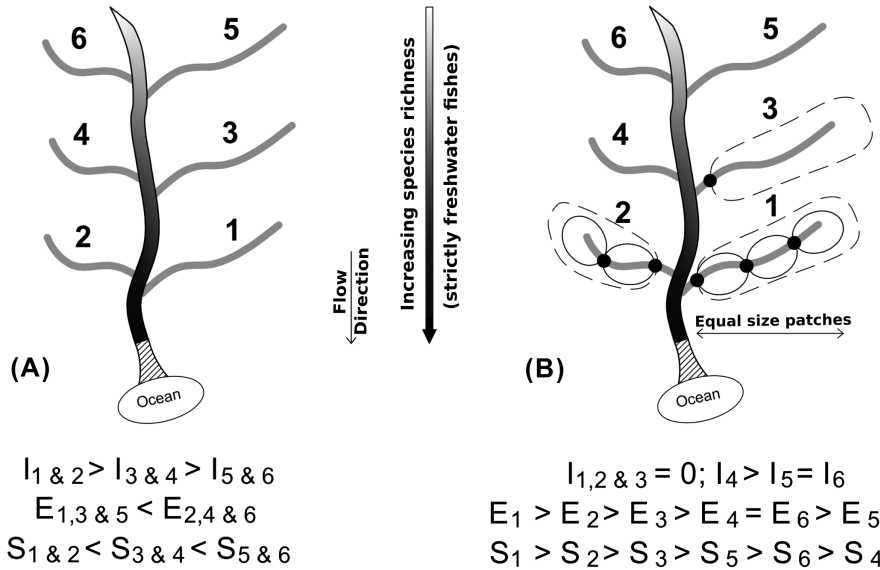 6
5
4
3
2
1
Flow
Direction
Increasing species richness
(strictly freshwater fishes)
(A)
Ocean
I1 & 2 > I3 & 4 > I5 & 6
E1,3 & 5 < E2,4 & 6
S1 & 2 < S3 & 4 < S5 & 6
6
5
4
3
2
1
Equal size patches
(B)
Ocean
I1,2 & 3 = 0; I4 > I5 = I6
E1 > E2 > E3 > E4 = E6 > E5
S1 > S2 > S3 > S5 > S6 > S4